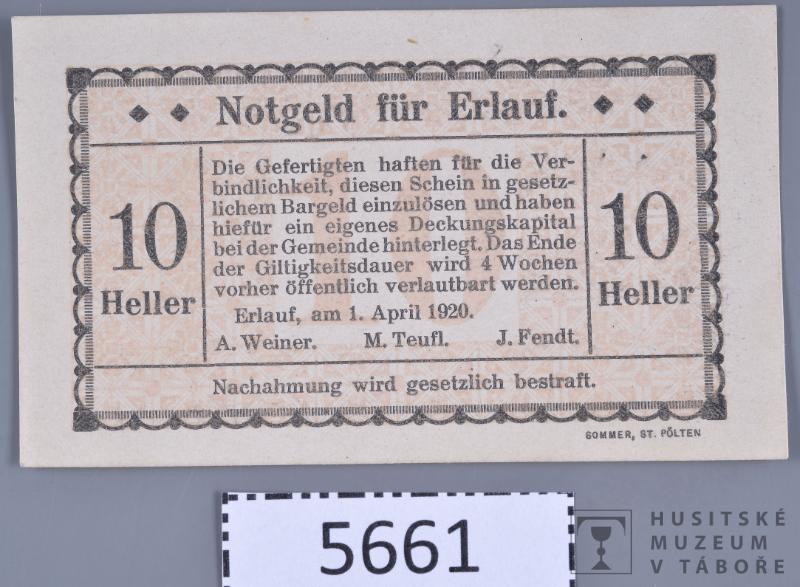 Notgeld für Erlauf.
10
Heller
Die Gefertigten haften für die Ver-
bindlichkeit, diesen Schein in gesetz-
lichem Bargeld einzulösen und haben
hiefür ein eigenes Deckungskapital
bei der Gemeinde hinterlegt. Das Ende
der Giltigkeitsdauer wird 4 Wochen
vorher öffentlich verlautbart werden.
Erlauf, am 1. April 1920.
A. Weiner. M. Teufl. J. Fendt.
10
Heller
Nachahmung wird gesetzlich bestraft.
SOMMER, ST. PÖLTEN
5661
HUSITSKÉ
MUZEUM
V TÁBOŘE